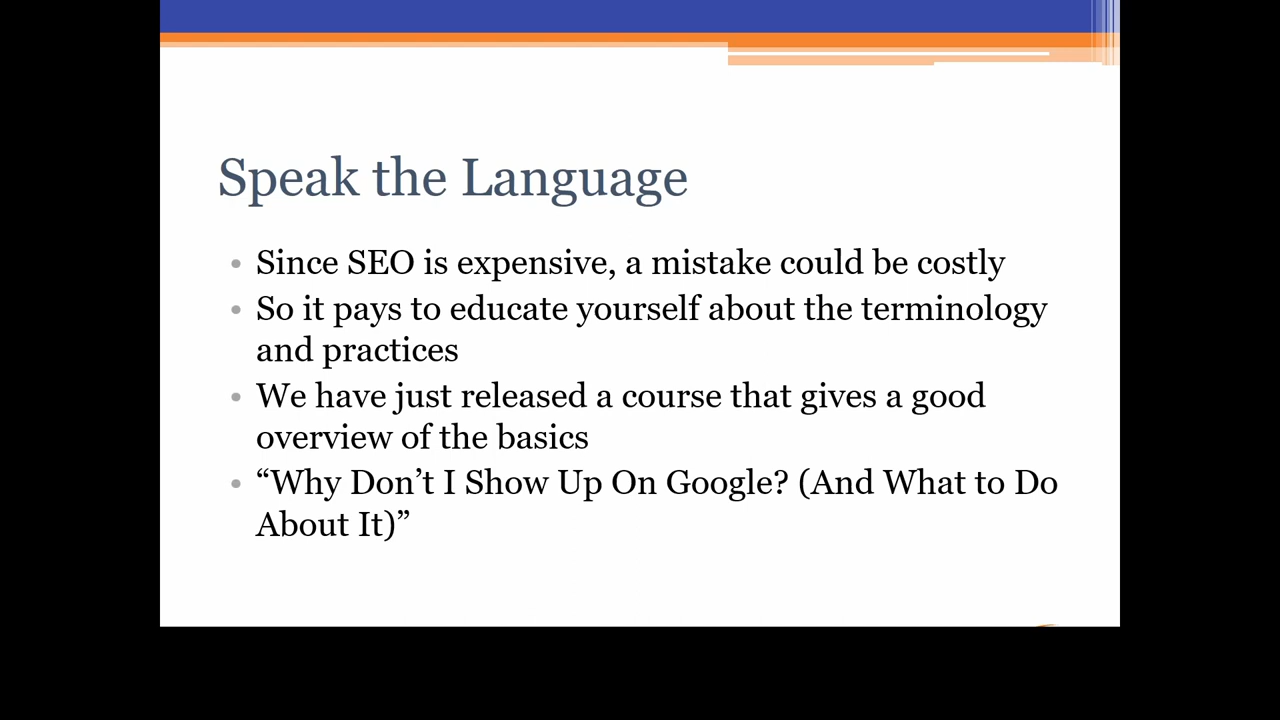 Speak the Language
• Since SEO is expensive, a mistake could be costly
• So it pays to educate yourself about the terminology
and practices
• We have just released a course that gives a good
overview of the basics
• “Why Don’t I Show Up On Google? (And What to Do
About It)”